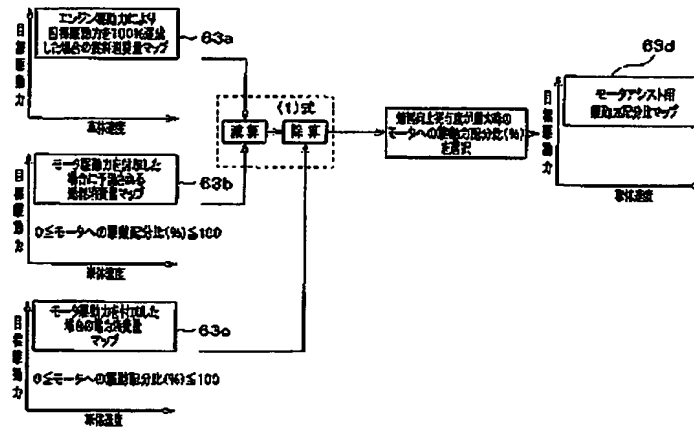 エンジン駆動力により
目標駆動力を100%達成
した場合の燃料消費量マップ
63a
目標駆動力
車体速度
モータ駆動力を付加した
場合に予測される
燃料消費量マップ
63b
0≦モータへの駆動配分比(%)≦100
目標駆動力
車体速度
モータ駆動力を付加した
場合の電力消費量
マップ
63c
0≦モータへの駆動配分比(%)≦100
目標駆動力
車体速度
(1)式
減算
除算
燃費向上寄与度が最大時の
モータへの駆動力配分比(%)
を選択
63d
モータアシスト用
駆動力配分比マップ
目標駆動力
車体速度